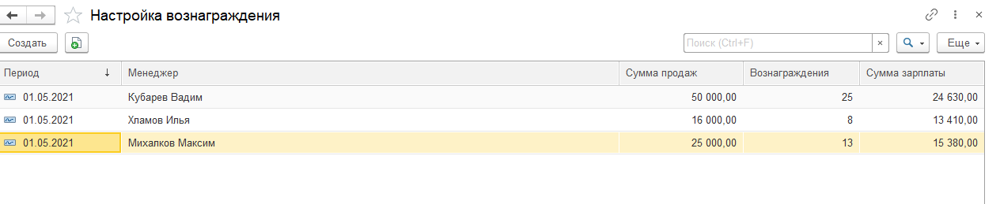 Настройка вознаграждения
Создать Поиск (Ctrl+F) × Еще
Период ↓ Менеджер Сумма продаж Вознаграждения Сумма зарплаты
01.05.2021 Кубарев Вадим 50 000,00 25 24 630,00
01.05.2021 Хламов Илья 16 000,00 8 13 410,00
01.05.2021 Михалков Максим 25 000,00 13 15 380,00